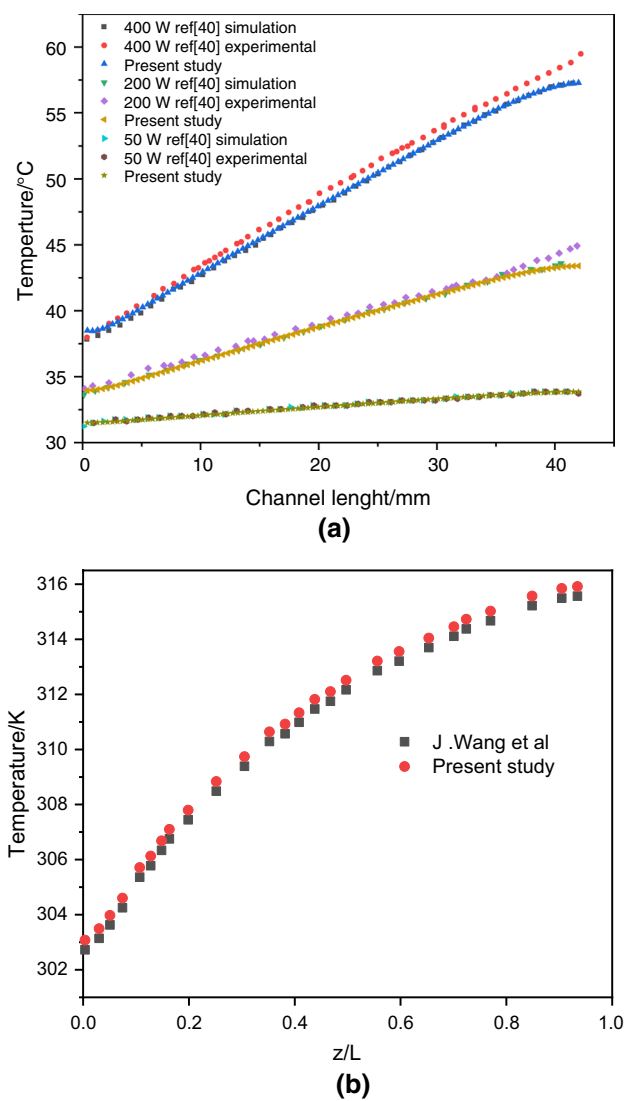 60
55
50
45
40
35
30
Temperture/°C
400 W ref[40] simulation
400 W ref[40] experimental
Present study
200 W ref[40] simulation
200 W ref[40] experimental
Present study
50 W ref[40] simulation
50 W ref[40] experimental
Present study
0 10 20 30 40
Channel lenght/mm
(a)
316
314
312
310
308
306
304
302
Temperature/K
J .Wang et al
Present study
0.0 0.2 0.4 0.6 0.8 1.0
z/L
(b)